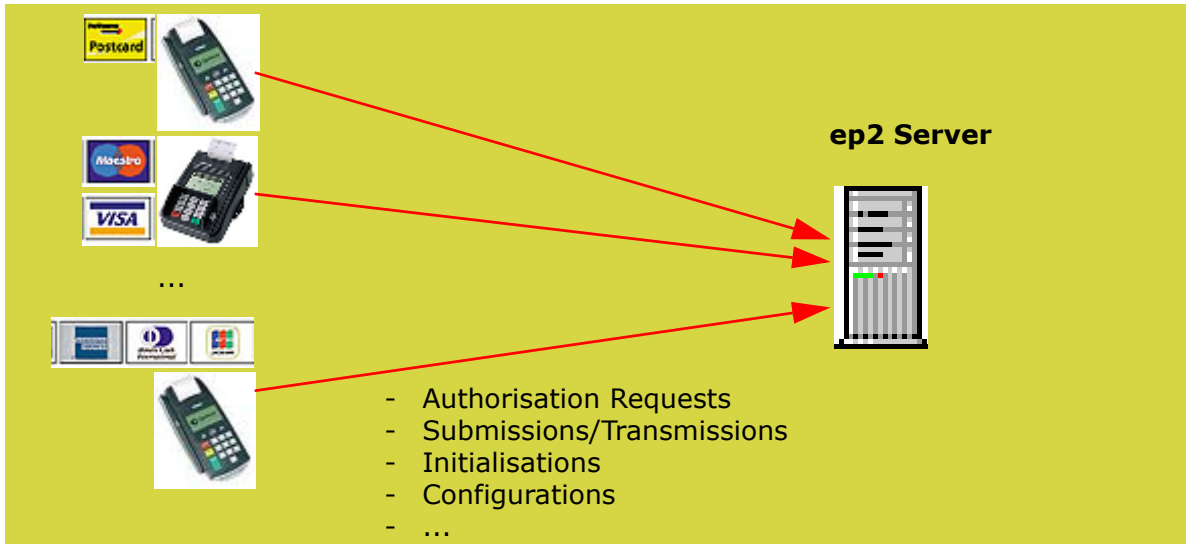 Postcard
Maestro
VISA
ep2 Server
...
- Authorisation Requests
- Submissions/Transmissions
- Initialisations
- Configurations
- ...